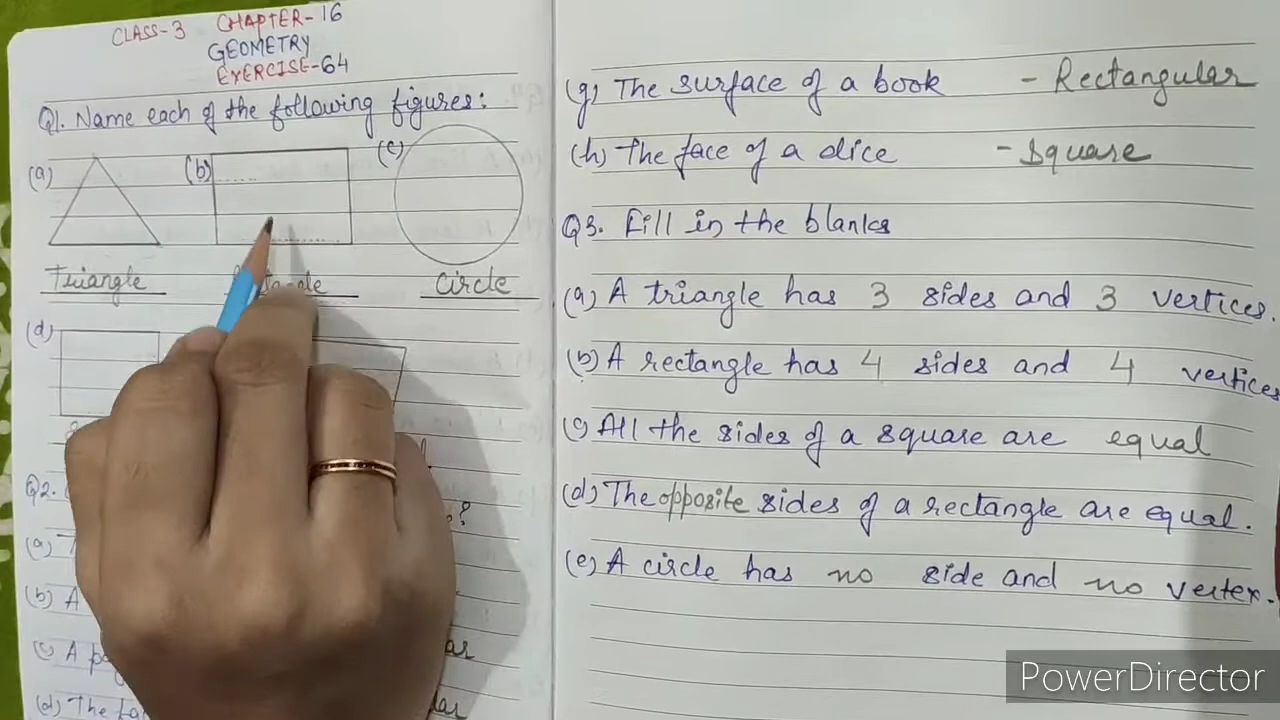 CLASS-3 CHAPTER-16
GEOMETRY
EXERCISE-64
Q1. Name each of the following figures:
(a) (b) (c)
Triangle circle
(d)
Q2.
(a)
(b) A
(c) A
(d) The
(g) The surface of a book - Rectangular
(h) The face of a dice - Square
Q3. Fill in the blanks
(a) A triangle has 3 sides and 3 vertices.
(b) A rectangle has 4 sides and 4 vertices
(c) All the sides of a square are equal
(d) The opposite sides of a rectangle are equal.
(e) A circle has no side and no vertex.
PowerDirector